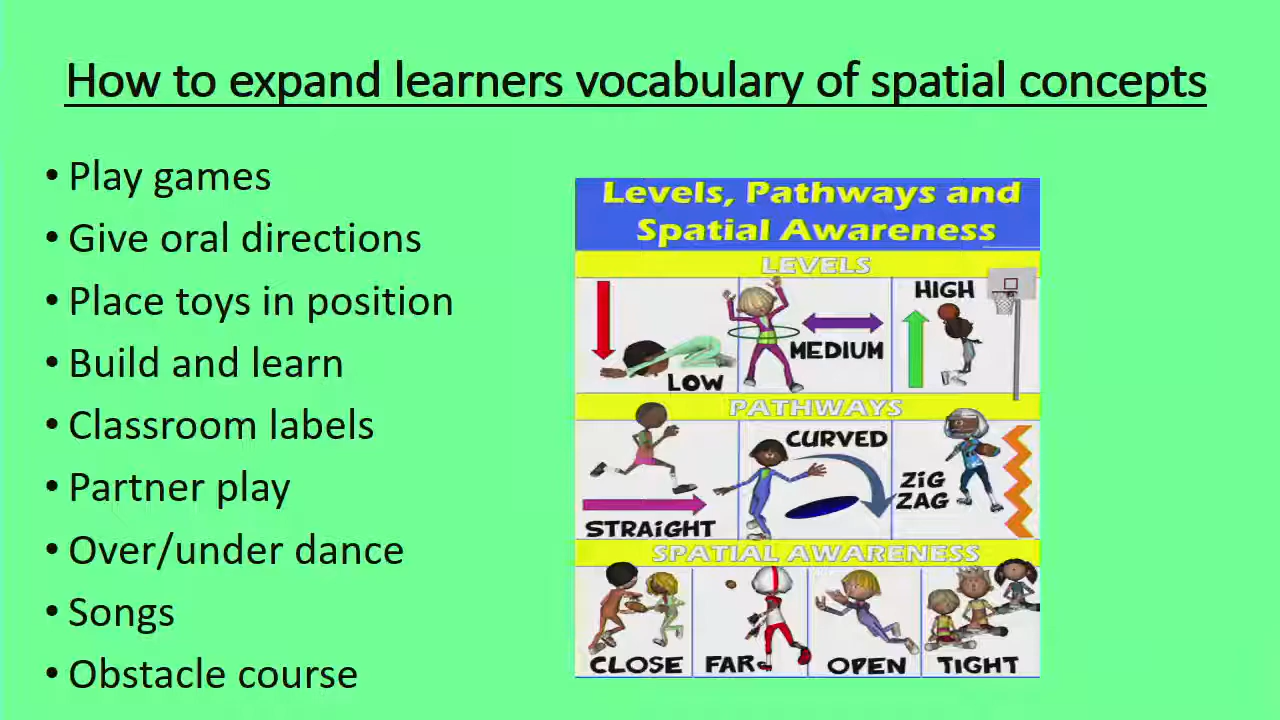 How to expand learners vocabulary of spatial concepts
• Play games
• Give oral directions
• Place toys in position
• Build and learn
• Classroom labels
• Partner play
• Over/under dance
• Songs
• Obstacle course
Levels, Pathways and
Spatial Awareness
LEVELS
LOW
MEDIUM
HIGH
PATHWAYS
STRAiGHT
CURVED
ZiG
ZAG
SPATIAL AWARENESS
CLOSE
FAR
OPEN
TiGHT